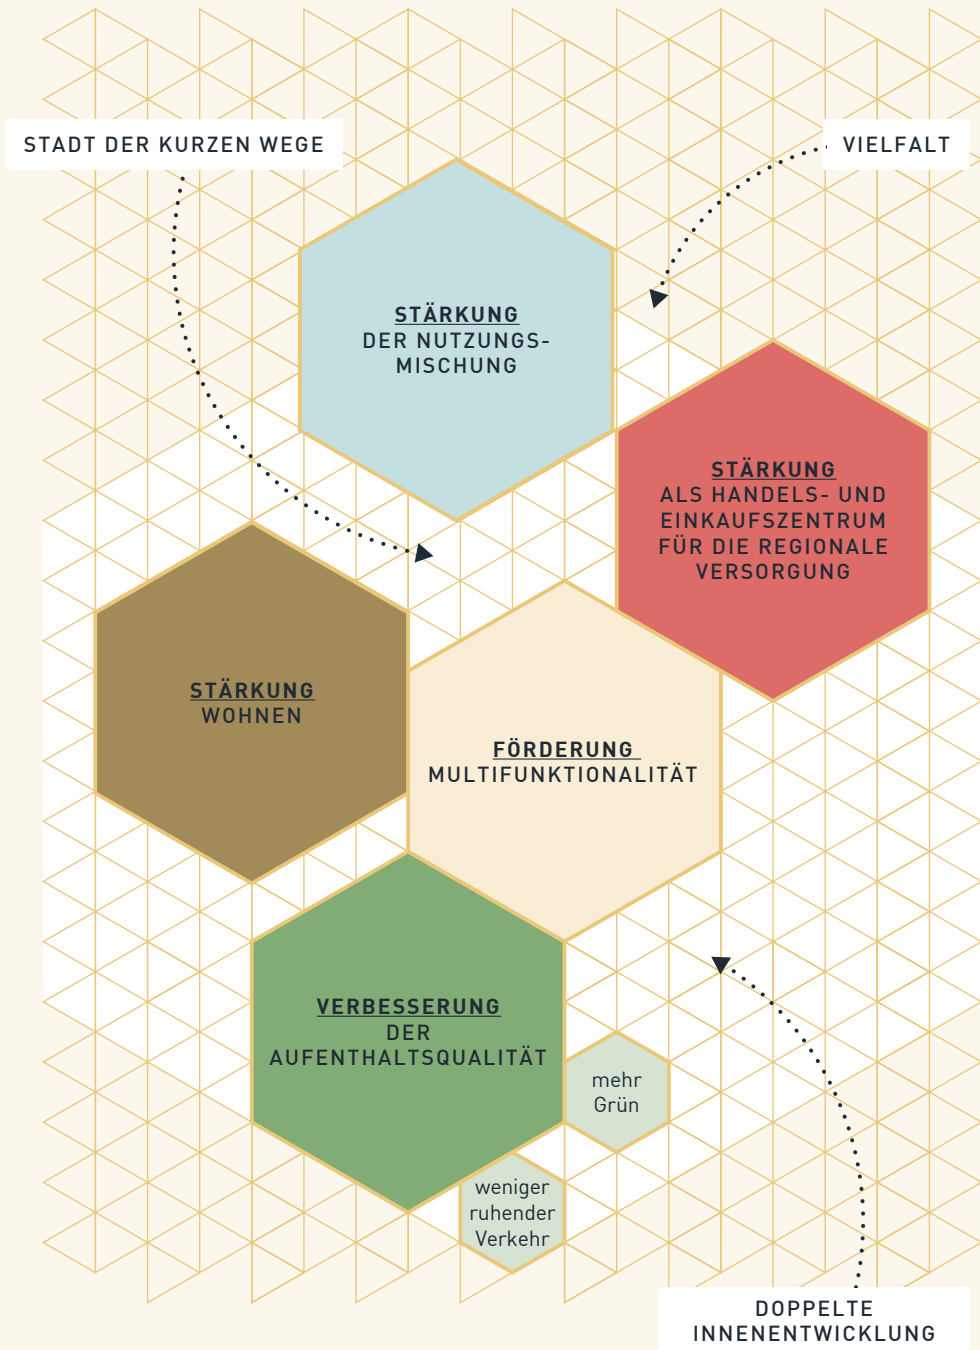 STADT DER KURZEN WEGE
VIELFALT
STÄRKUNG
DER NUTZUNGS-
MISCHUNG
STÄRKUNG
ALS HANDELS- UND
EINKAUFSZENTRUM
FÜR DIE REGIONALE
VERSORGUNG
STÄRKUNG
WOHNEN
FÖRDERUNG
MULTIFUNKTIONALITÄT
VERBESSERUNG
DER
AUFENTHALTSQUALITÄT
mehr
Grün
weniger
ruhender
Verkehr
DOPPELTE
INNENENTWICKLUNG